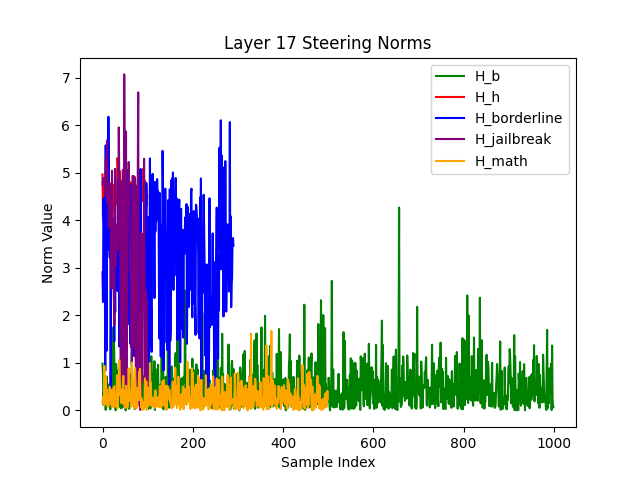 Layer 17 Steering Norms
Norm Value
7
6
5
4
3
2
1
0
H_b
H_h
H_borderline
H_jailbreak
H_math
0 200 400 600 800 1000
Sample Index